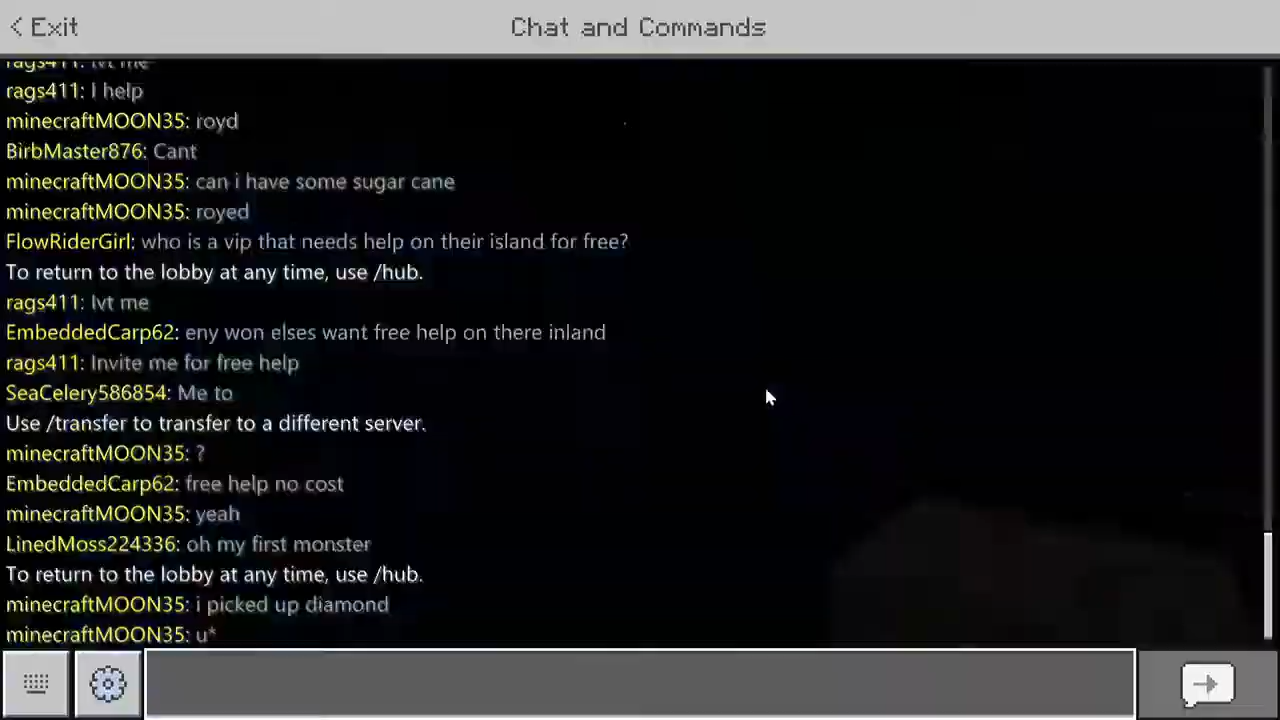 < Exit
Chat and Commands
rags411: Ivt me
rags411: I help
minecraftMOON35: royd
BirbMaster876: Cant
minecraftMOON35: can i have some sugar cane
minecraftMOON35: royed
FlowRiderGirl: who is a vip that needs help on their island for free?
To return to the lobby at any time, use /hub.
rags411: Ivt me
EmbeddedCarp62: eny won elses want free help on there inland
rags411: Invite me for free help
SeaCelery586854: Me to
Use /transfer to transfer to a different server.
minecraftMOON35: ?
EmbeddedCarp62: free help no cost
minecraftMOON35: yeah
LinedMoss224336: oh my first monster
To return to the lobby at any time, use /hub.
minecraftMOON35: i picked up diamond
minecraftMOON35: u*